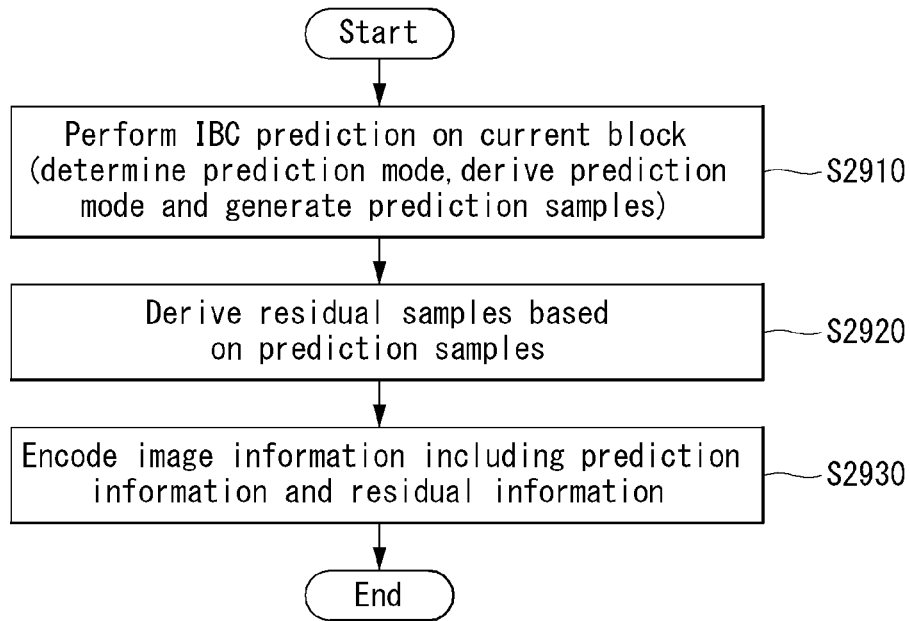 Start
Perform IBC prediction on current block
(determine prediction mode, derive prediction
mode and generate prediction samples)
S2910
Derive residual samples based
on prediction samples
S2920
Encode image information including prediction
information and residual information
S2930
End